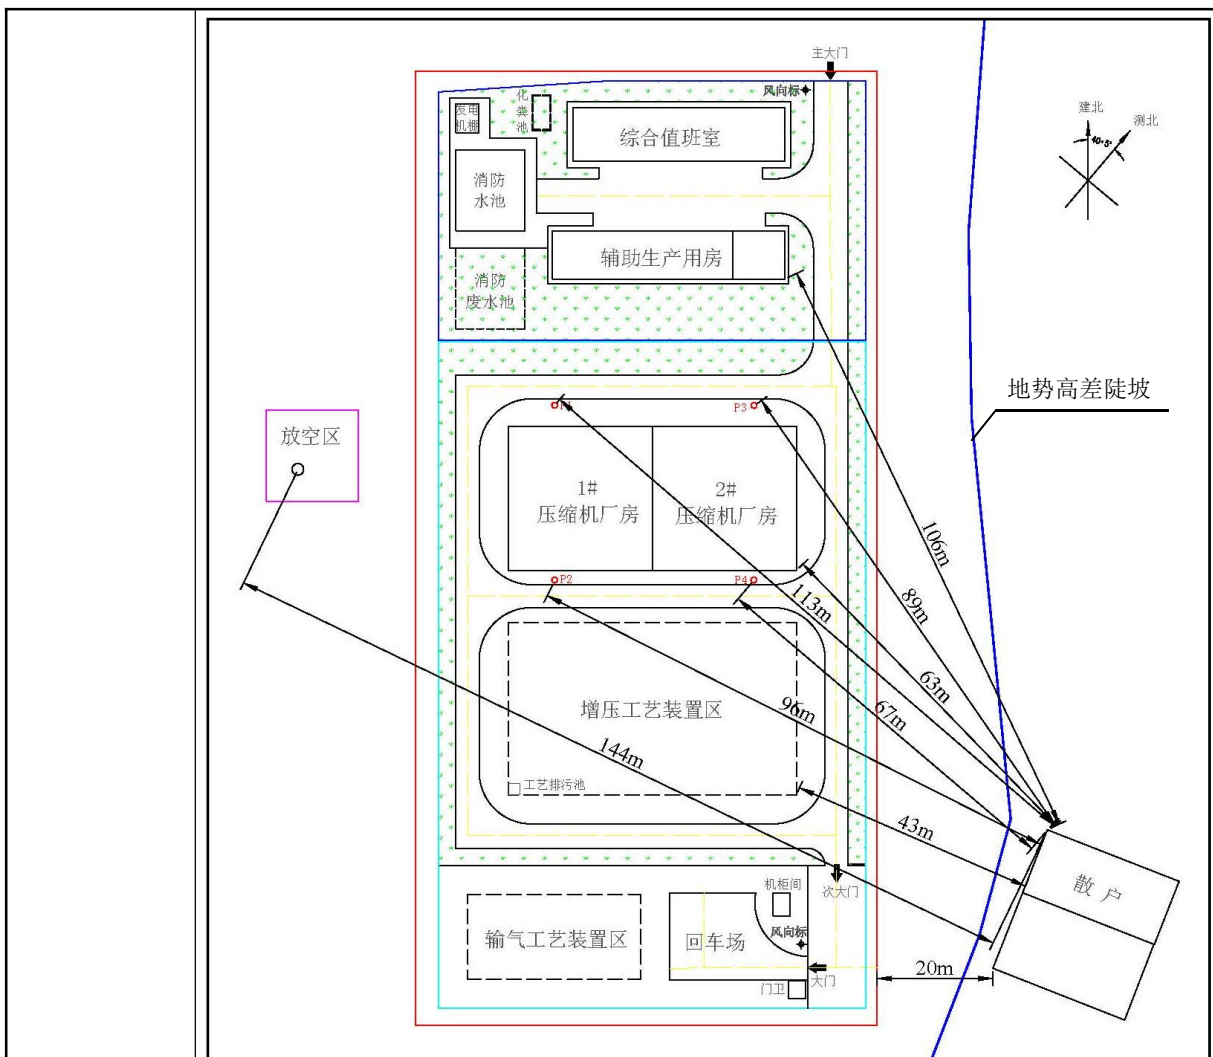 主大门
风向标
化
粪
池
发电
机棚
综合值班室
建北
测北
40.5°
消防
水池
辅助生产用房
消防
废水池
地势高差陡坡
P1
P3
放空区
1#
压缩机厂房
2#
压缩机厂房
106m
P2
P4
113m
89m
63m
67m
96m
增压工艺装置区
144m
工艺排污池
43m
机柜间
次大门
散户
输气工艺装置区
回车场
风向标
大门
门卫
20m